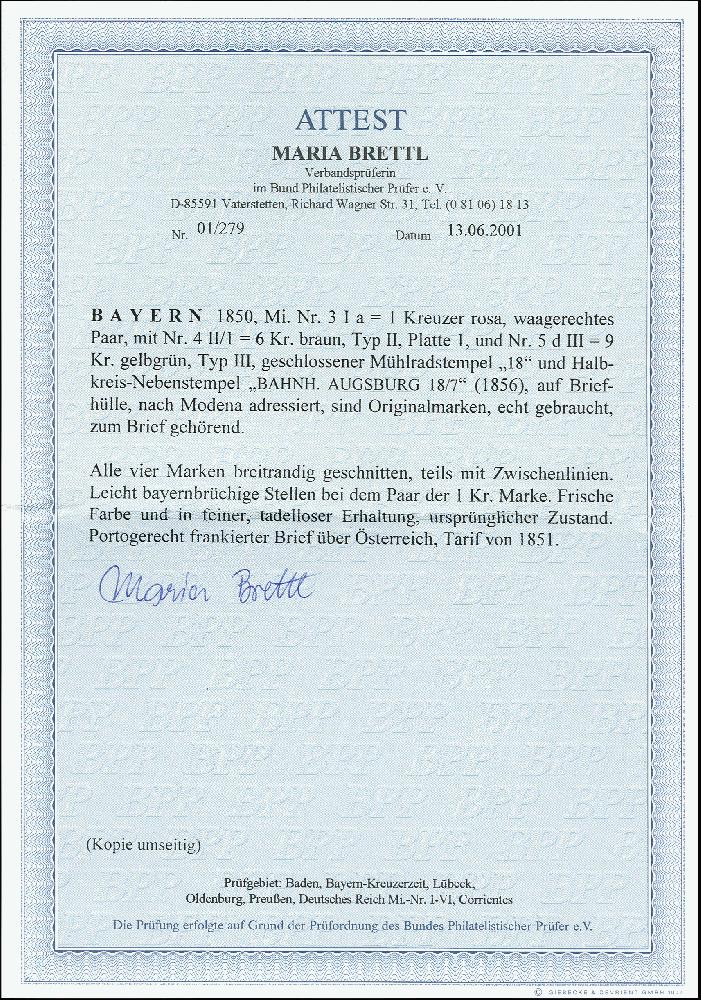 ATTEST
MARIA BRETTL
Verbandsprüferin
im Bund Philatelistischer Prüfer e. V.
D-85591 Vaterstetten, Richard Wagner Str. 31, Tel. (0 81 06) 18 13
Nr. 01/279 Datum 13.06.2001
BAYERN 1850, Mi. Nr. 3 I a = 1 Kreuzer rosa, waagerechtes
Paar, mit Nr. 4 II/1 = 6 Kr. braun, Typ II, Platte 1, und Nr. 5 d III = 9
Kr. gelbgrün, Typ III, geschlossener Mühlradstempel „18“ und Halb-
kreis-Nebenstempel „BAHNH. AUGSBURG 18/7“ (1856), auf Brief-
hülle, nach Modena adressiert, sind Originalmarken, echt gebraucht,
zum Brief gehörend.
Alle vier Marken breitrandig geschnitten, teils mit Zwischenlinien.
Leicht bayernbrüchige Stellen bei dem Paar der 1 Kr. Marke. Frische
Farbe und in feiner, tadelloser Erhaltung, ursprünglicher Zustand.
Portogerecht frankierter Brief über Österreich, Tarif von 1851.
Maria Brettl
(Kopie umseitig)
Prüfgebiet: Baden, Bayern-Kreuzerzeit, Lübeck,
Oldenburg, Preußen, Deutsches Reich Mi.-Nr. 1-VI, Corrientes
Die Prüfung erfolgte auf Grund der Prüfordnung des Bundes Philatelistischer Prüfer e.V.
© GIESECKE & DEVRIENT GMBH